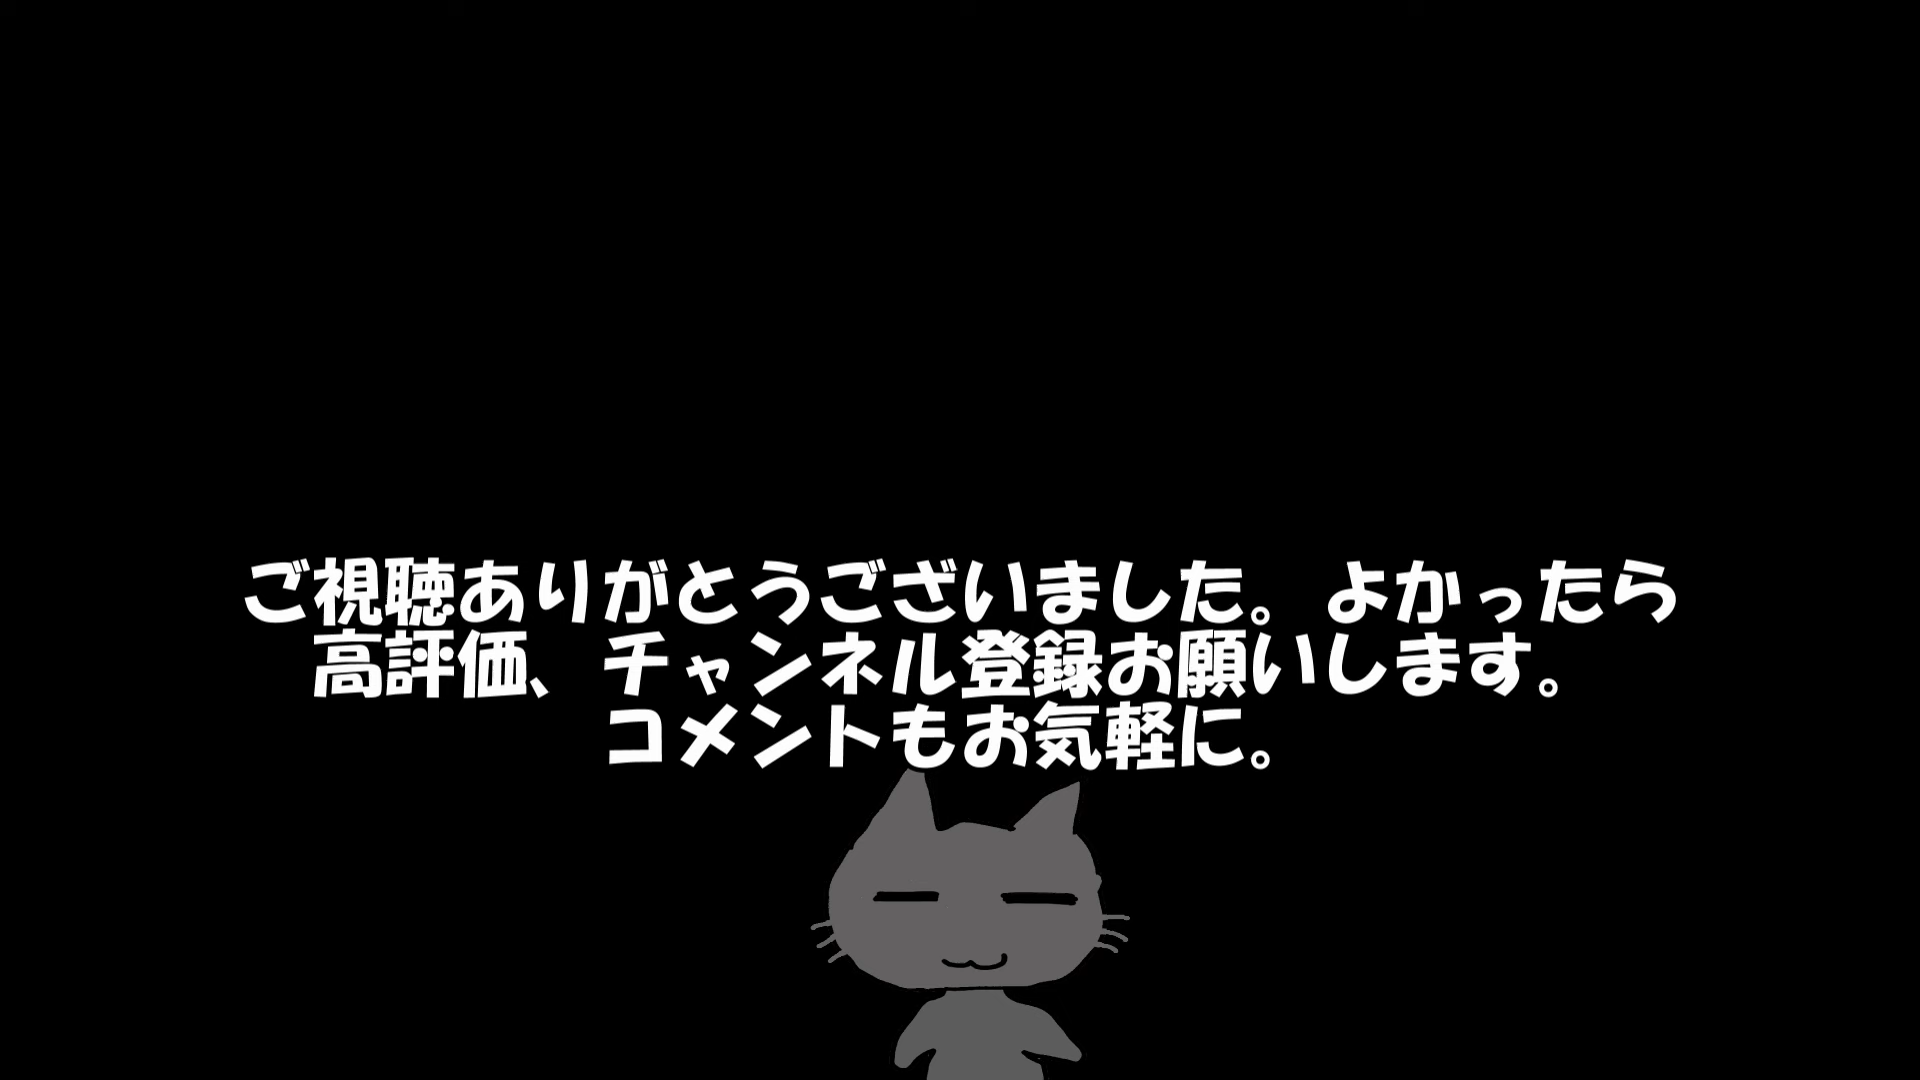 ご視聴ありがとうございました。よかったら
高評価、チャンネル登録お願いします。
コメントもお気軽に。